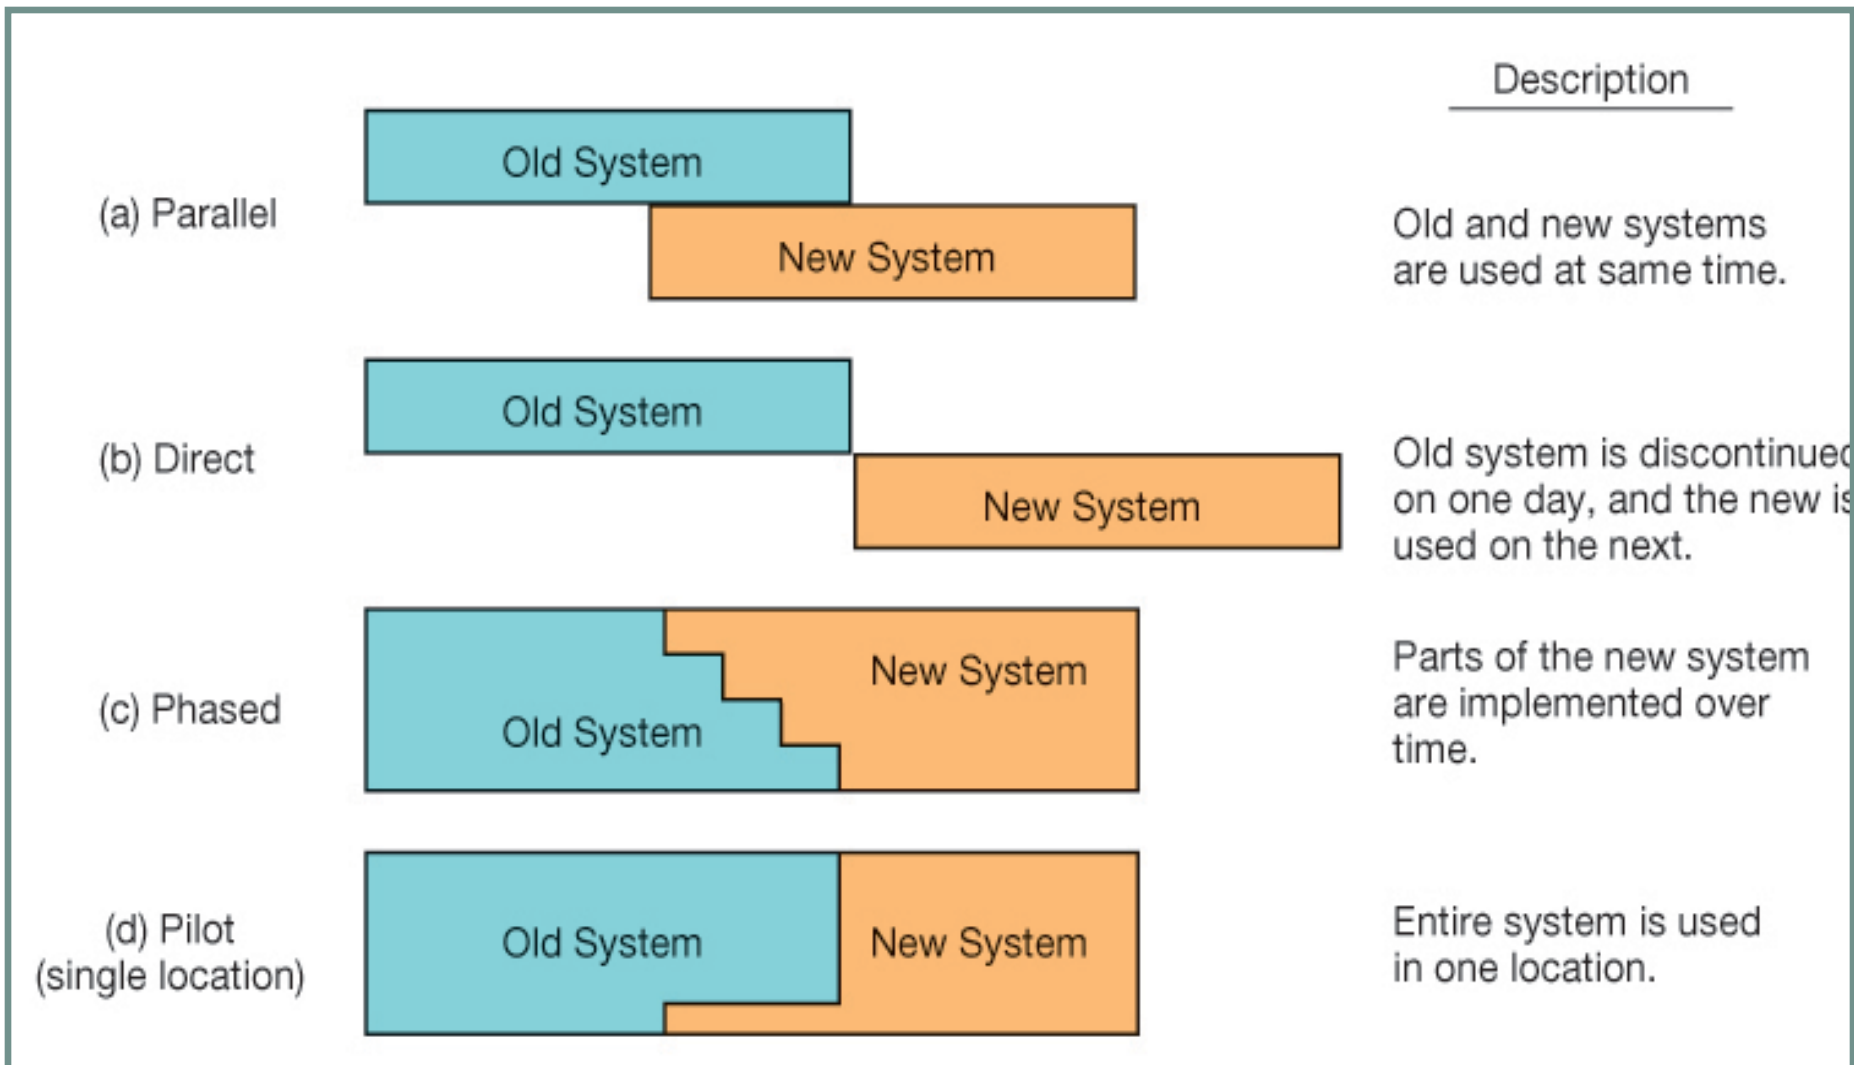 Description
Old System
(a) Parallel
New System
Old and new systems
are used at same time.
Old System
(b) Direct
New System
Old system is discontinued
on one day, and the new is
used on the next.
(c) Phased
Old System
New System
Parts of the new system
are implemented over
time.
(d) Pilot
(single location)
Old System
New System
Entire system is used
in one location.